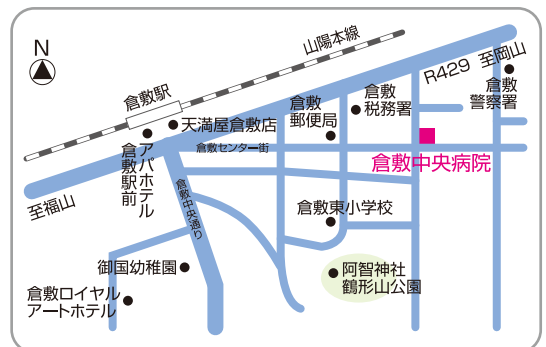 N
山陽本線
R429 至岡山
倉敷駅
倉敷
警察署
倉敷
税務署
倉敷
郵便局
天満屋倉敷店
倉敷センター街
アパホテル
倉敷駅前
倉敷中央病院
至福山
倉敷中央通り
倉敷東小学校
御国幼稚園
阿智神社
鶴形山公園
倉敷ロイヤル
アートホテル